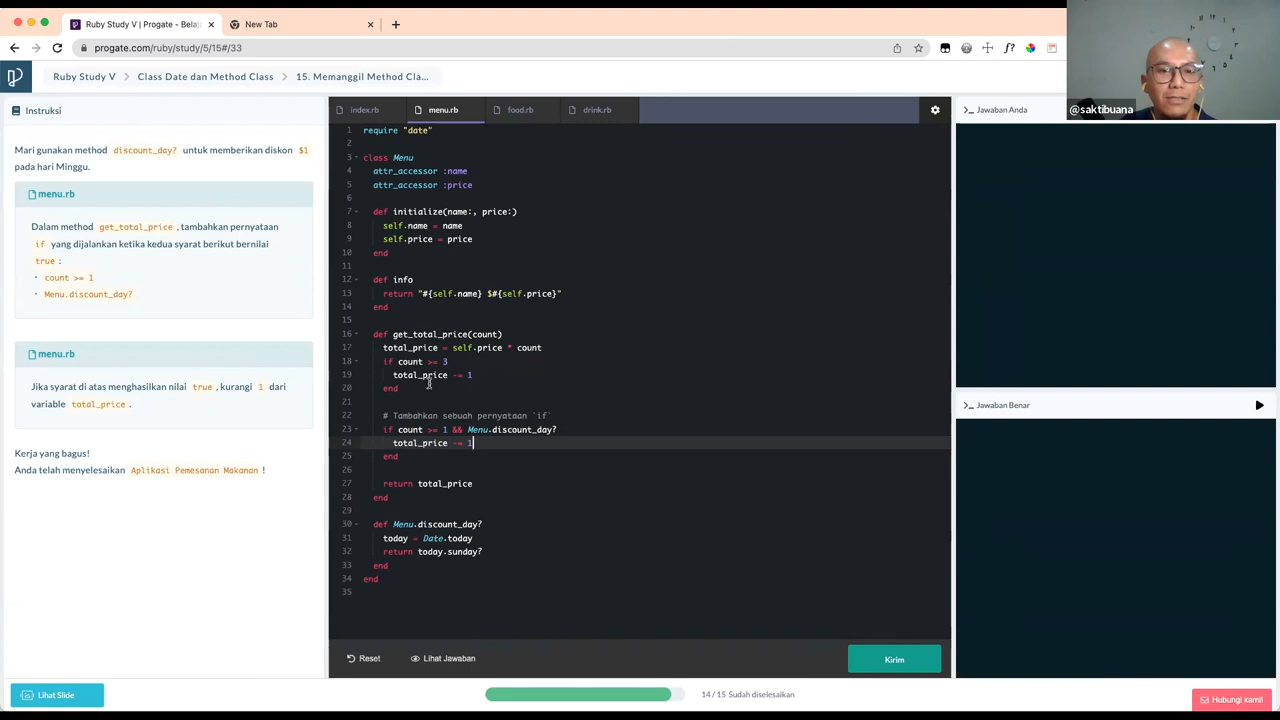 Ruby Study V | Progate - Belaj
New Tab
progate.com/ruby/study/5/15#/33
Ruby Study V
Class Date dan Method Class
15. Memanggil Method Cla...
@saktibuana
Instruksi
Mari gunakan method discount_day? untuk memberikan diskon $1
pada hari Minggu.
menu.rb
Dalam method get_total_price , tambahkan pernyataan
if yang dijalankan ketika kedua syarat berikut bernilai
true :
· count >= 1
· Menu.discount_day?
menu.rb
Jika syarat di atas menghasilkan nilai true , kurangi 1 dari
variable total_price .
Kerja yang bagus!
Anda telah menyelesaikan Aplikasi Pemesanan Makanan !
index.rb
menu.rb
food.rb
drink.rb
1 require "date"
2
3 class Menu
4 attr_accessor :name
5 attr_accessor :price
6
7 def initialize(name:, price:)
8 self.name = name
9 self.price = price
10 end
11
12 def info
13 return "#{self.name} $#{self.price}"
14 end
15
16 def get_total_price(count)
17 total_price = self.price * count
18 if count >= 3
19 total_price -= 1
20 end
21
22 # Tambahkan sebuah pernyataan `if`
23 if count >= 1 && Menu.discount_day?
24 total_price -= 1
25 end
26
27 return total_price
28 end
29
30 def Menu.discount_day?
31 today = Date.today
32 return today.sunday?
33 end
34 end
35
Reset
Lihat Jawaban
Kirim
Jawaban Anda
Jawaban Benar
Lihat Slide
14 / 15 Sudah diselesaikan
Hubungi kami!